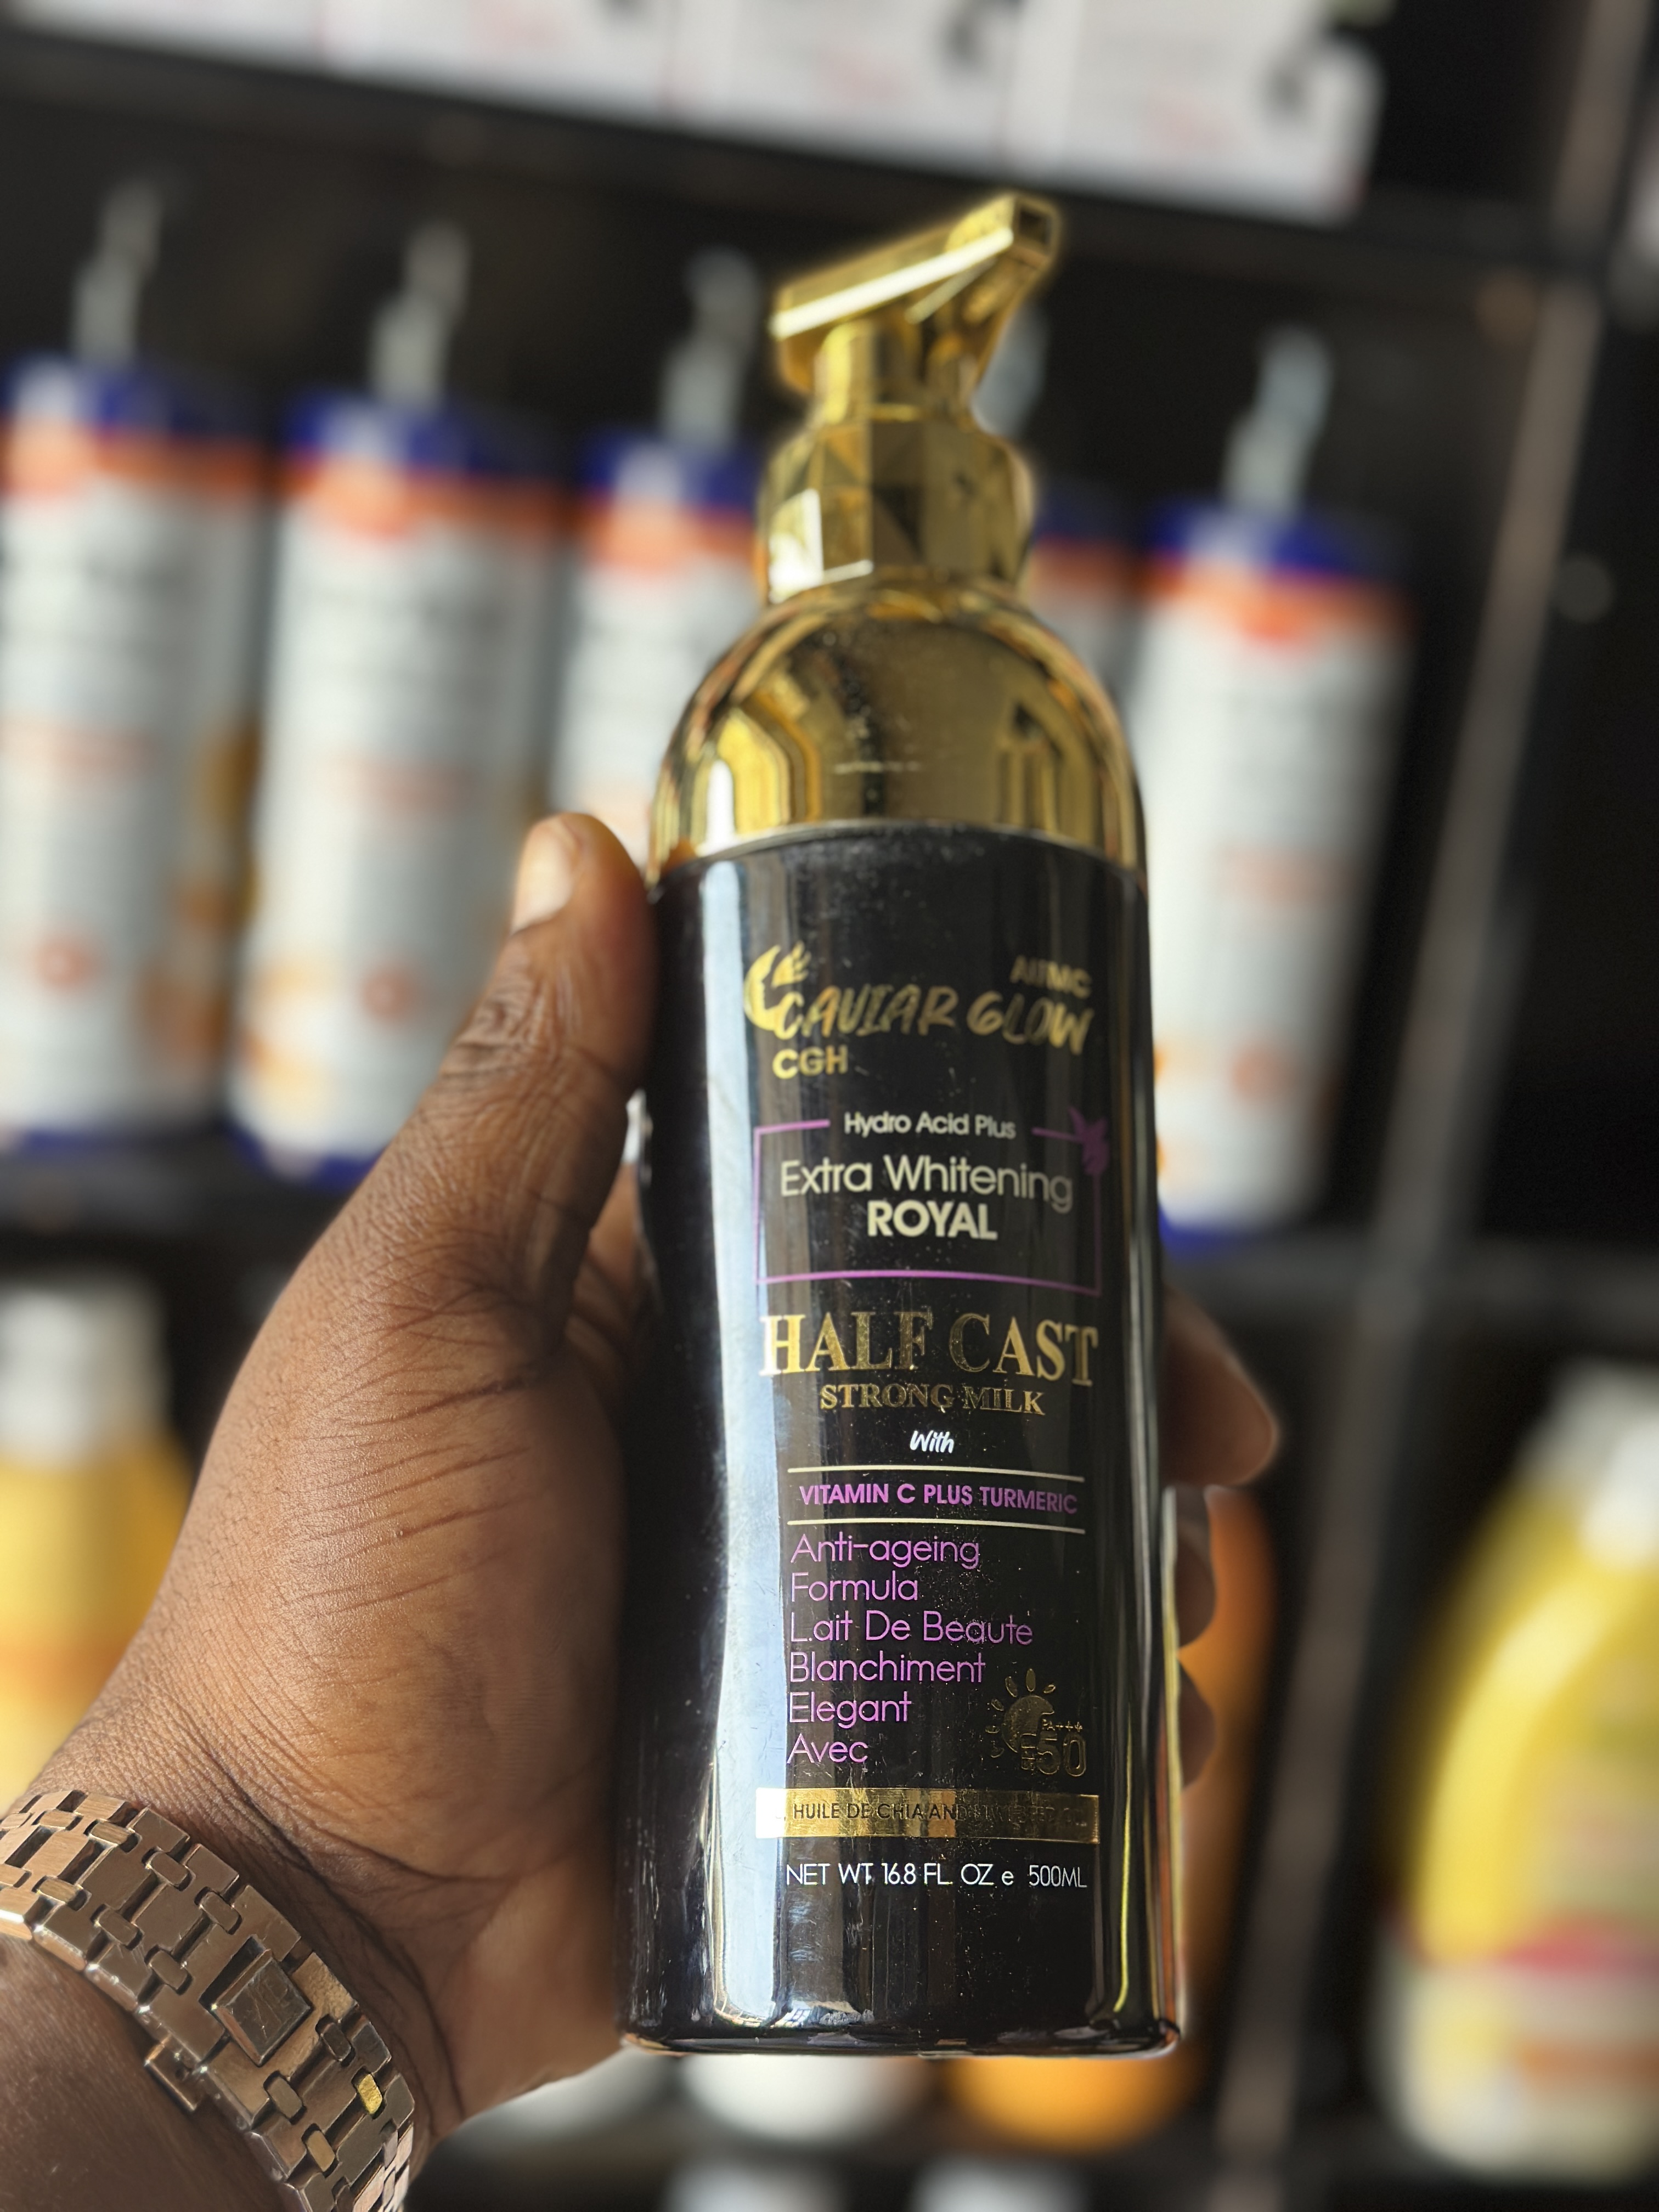 CAVIAR GLOW
CGH
Hydro Acid Plus
Extra Whitening
ROYAL
HALF CAST
STRONG MILK
With
VITAMIN C PLUS TURMERIC
Anti-ageing
Formula
Lait De Beaute
Blanchiment
Elegant
PA+++
Avec
50
HUILE DE CHIA AND
NET WT. 16.8 FL. OZ e 500ML